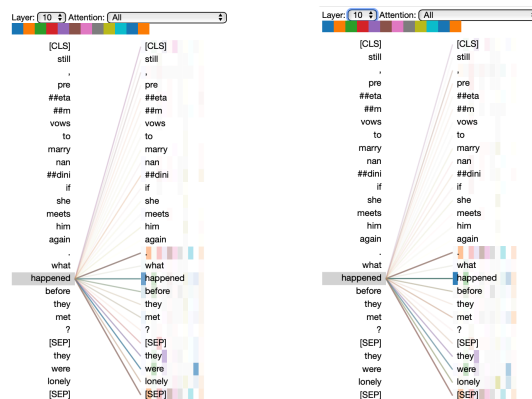 Layer: 10 Attention: All
[CLS] [CLS]
still still
, ,
pre pre
##eta ##eta
##m ##m
vows vows
to to
marry marry
nan nan
##dini ##dini
if if
she she
meets meets
him him
again again
. .
what what
happened happened
before before
they they
met met
? ?
[SEP] [SEP]
they they
were were
lonely lonely
[SEP] [SEP]
Layer: 10 Attention: All
[CLS] [CLS]
still still
, ,
pre pre
##eta ##eta
##m ##m
vows vows
to to
marry marry
nan nan
##dini ##dini
if if
she she
meets meets
him him
again again
. .
what what
happened happened
before before
they they
met met
? ?
[SEP] [SEP]
they they
were were
lonely lonely
[SEP] [SEP]